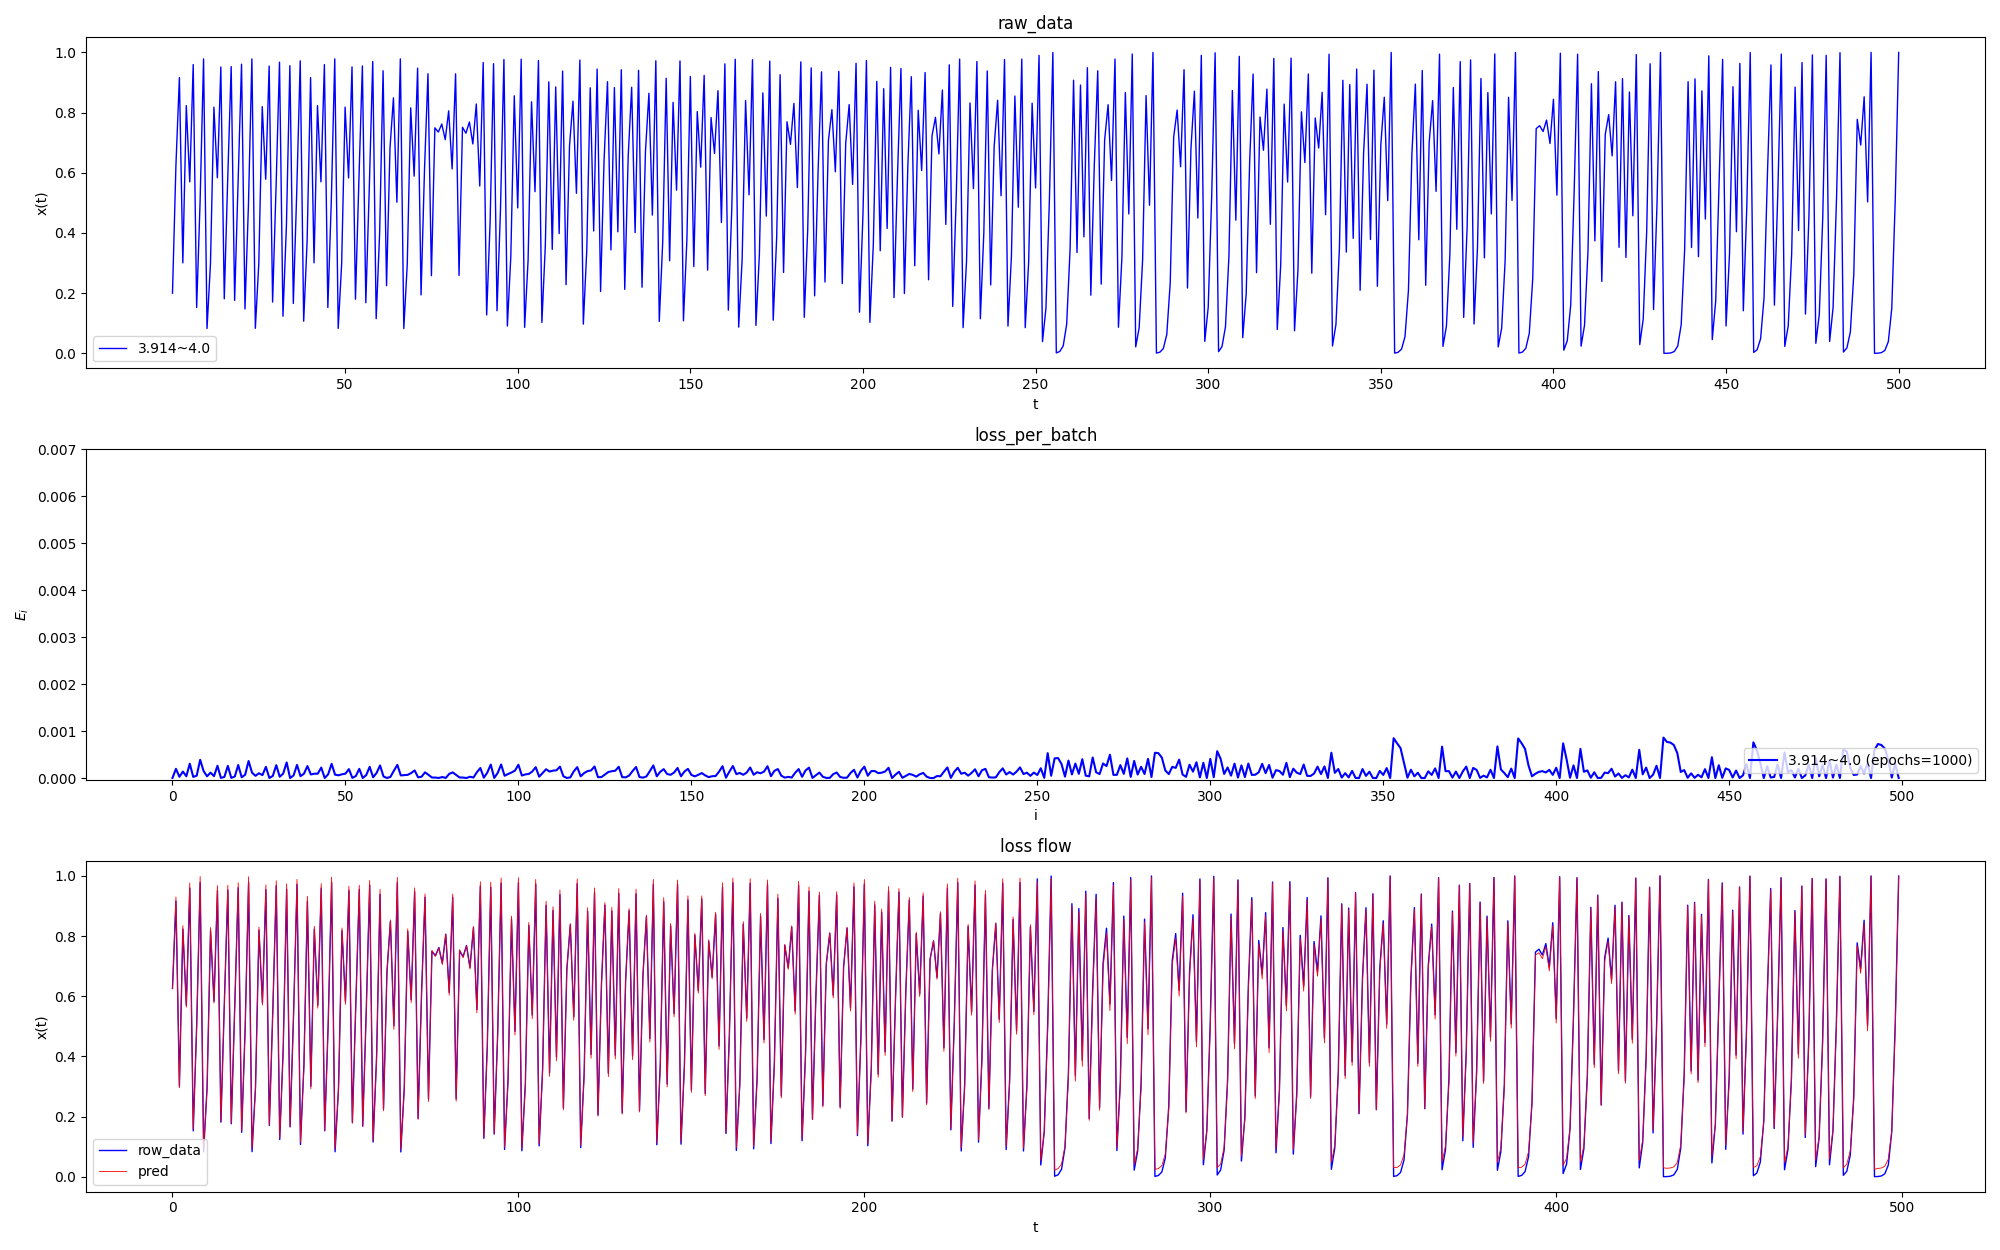 raw_data
1.0
0.8
0.6
0.4
0.2
0.0
x(t)
3.914~4.0
50 100 150 200 250 300 350 400 450 500
t
loss_per_batch
0.007
0.006
0.005
0.004
0.003
0.002
0.001
0.000
E_i
3.914~4.0 (epochs=1000)
0 50 100 150 200 250 300 350 400 450 500
i
loss flow
1.0
0.8
0.6
0.4
0.2
0.0
x(t)
row_data
pred
0 100 200 300 400 500
t